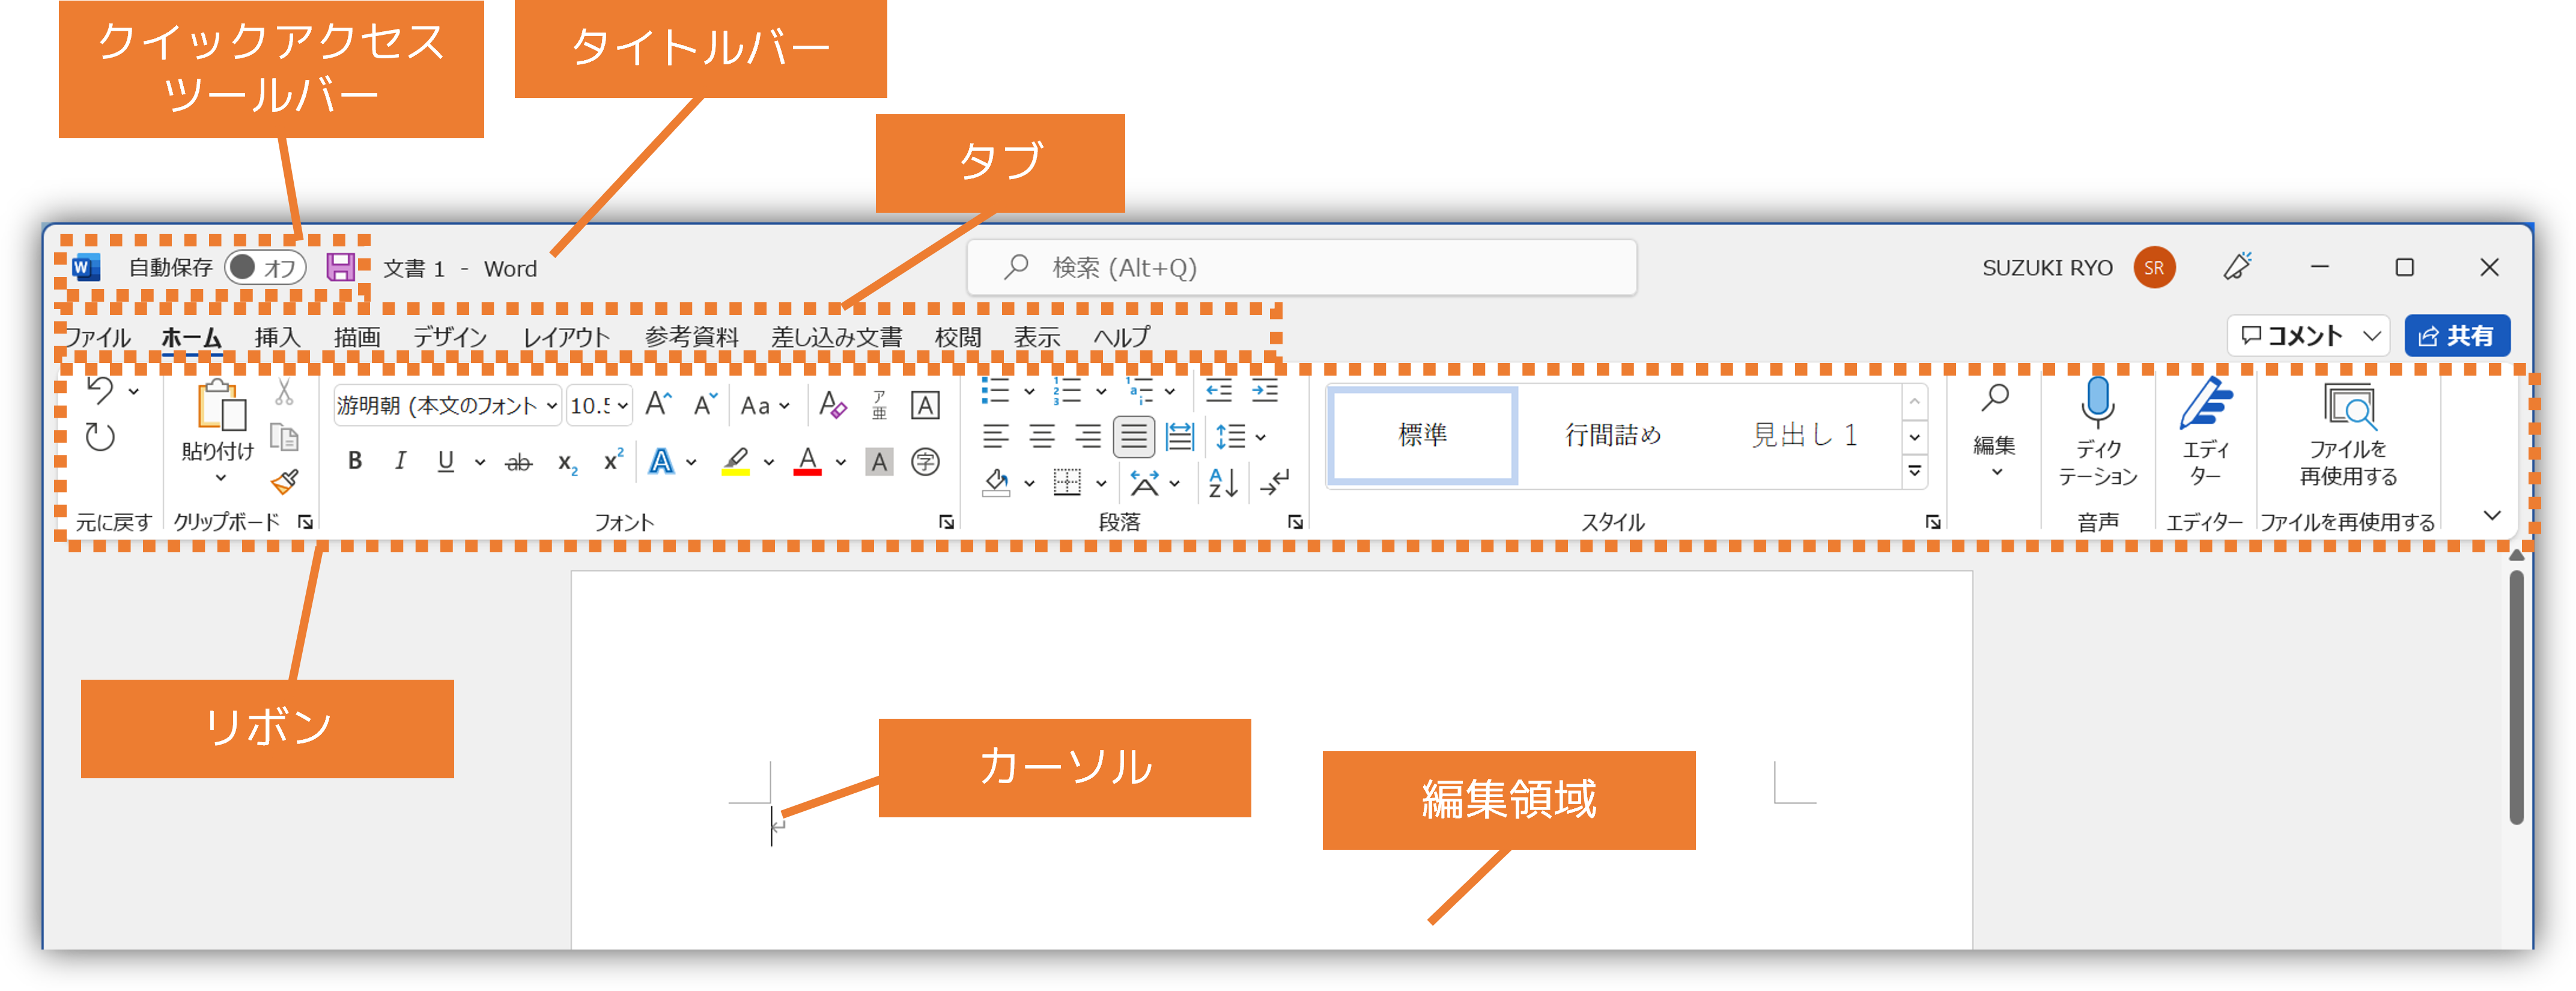 クイックアクセス
ツールバー
タイトルバー
タブ
自動保存 オフ 文書 1 - Word
検索 (Alt+Q)
SUZUKI RYO SR
ファイル ホーム 挿入 描画 デザイン レイアウト 参考資料 差し込み文書 校閲 表示 ヘルプ
コメント 共有
貼り付け
游明朝 (本文のフォント 10.5
Aa
ア
亜
A
B I U ab x₂ x² A A A 字
標準 行間詰め 見出し 1
編集
ディク
テーション
エディ
ター
ファイルを
再使用する
元に戻す クリップボード フォント 段落 スタイル 音声 エディター ファイルを再使用する
リボン
カーソル
編集領域